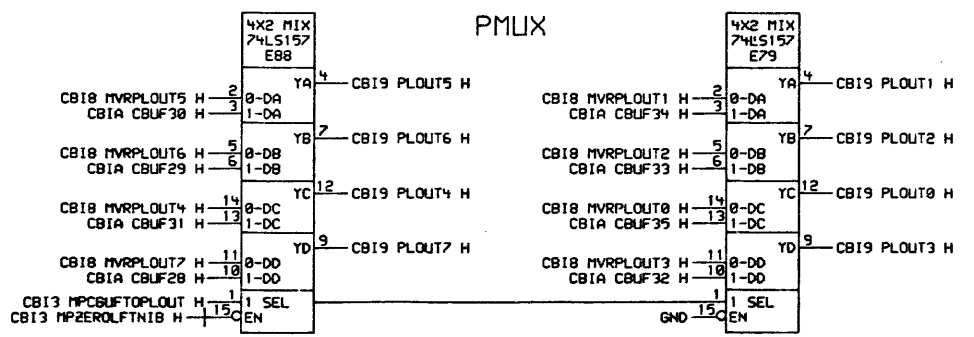 PMUX
4X2 MIX
74LS157
E88
CBI8 MVRPLOUT5 H 2 0-DA YA 4 CBI9 PLOUT5 H
CBIA CBUF30 H 3 1-DA
CBI8 MVRPLOUT6 H 5 0-DB YB 7 CBI9 PLOUT6 H
CBIA CBUF29 H 6 1-DB
CBI8 MVRPLOUT4 H 14 0-DC YC 12 CBI9 PLOUT4 H
CBIA CBUF31 H 13 1-DC
CBI8 MVRPLOUT7 H 11 0-DD YD 9 CBI9 PLOUT7 H
CBIA CBUF28 H 10 1-DD
CBI3 MPCBUFTOPLOUT H 1 1 SEL
CBI3 MPZEROLFTNIB H 15 EN
4X2 MIX
74LS157
E79
CBI8 MVRPLOUT1 H 2 0-DA YA 4 CBI9 PLOUT1 H
CBIA CBUF34 H 3 1-DA
CBI8 MVRPLOUT2 H 5 0-DB YB 7 CBI9 PLOUT2 H
CBIA CBUF33 H 6 1-DB
CBI8 MVRPLOUT0 H 14 0-DC YC 12 CBI9 PLOUT0 H
CBIA CBUF35 H 13 1-DC
CBI8 MVRPLOUT3 H 11 0-DD YD 9 CBI9 PLOUT3 H
CBIA CBUF32 H 10 1-DD
1 1 SEL
GND 15 EN